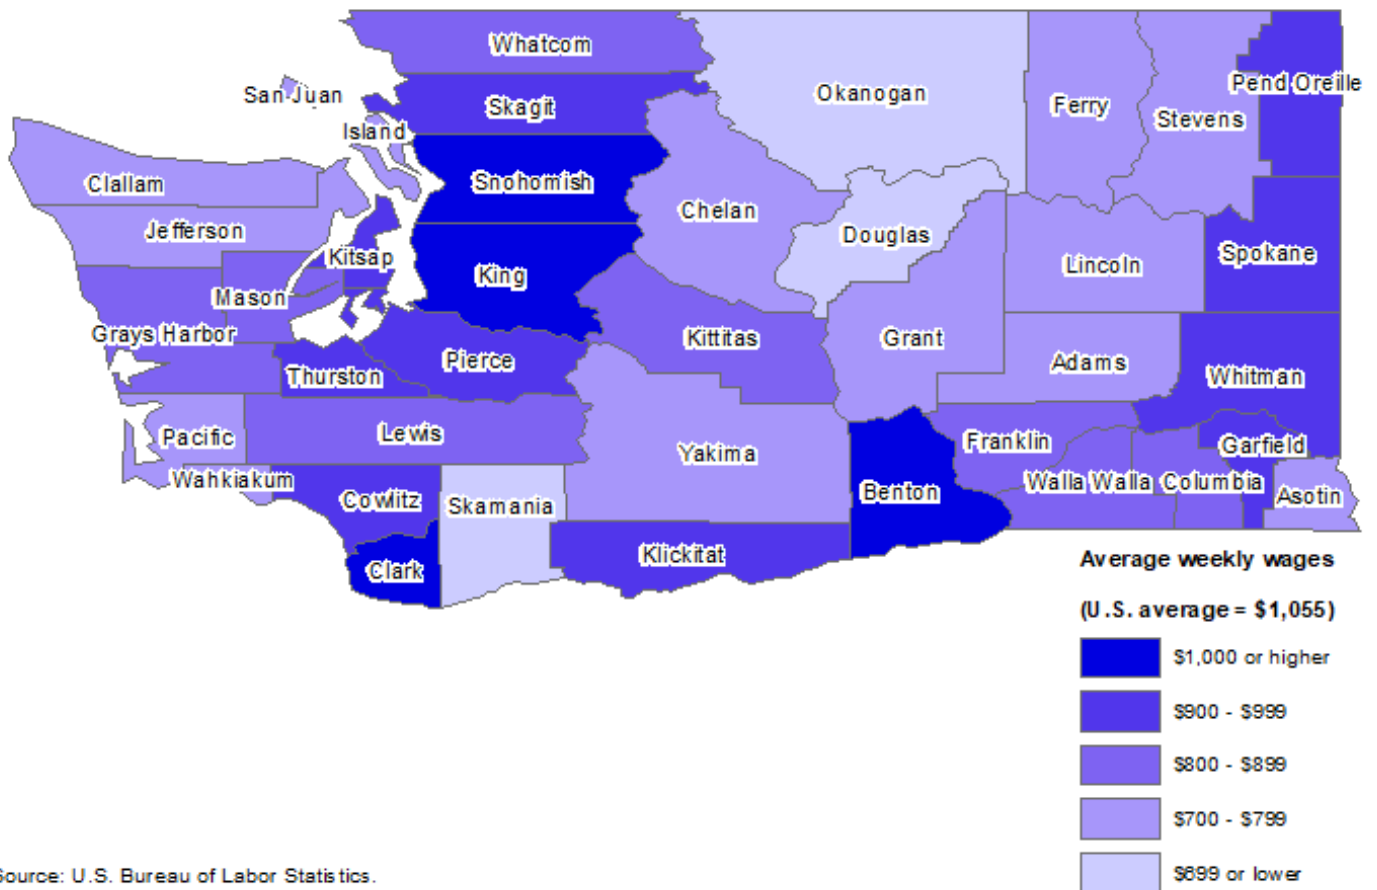 Whatcom
San Juan
Skagit
Island
Okanogan
Ferry
Stevens
Pend Oreille
Clallam
Snohomish
Chelan
Jefferson
Douglas
Kitsap
King
Lincoln
Spokane
Mason
Grays Harbor
Kittitas
Grant
Thurston
Pierce
Adams
Whitman
Pacific
Lewis
Yakima
Franklin
Garfield
Wahkiakum
Cowlitz
Skamania
Benton
Walla Walla
Columbia
Asotin
Clark
Klickitat
Average weekly wages
(U.S. average = $1,055)
$1,000 or higher
$900 - $999
$800 - $899
$700 - $799
$699 or lower
Source: U.S. Bureau of Labor Statistics.